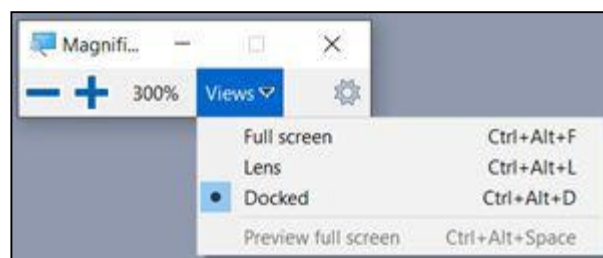 Magnifi...
300% Views
Full screen Ctrl+Alt+F
Lens Ctrl+Alt+L
Docked Ctrl+Alt+D
Preview full screen Ctrl+Alt+Space